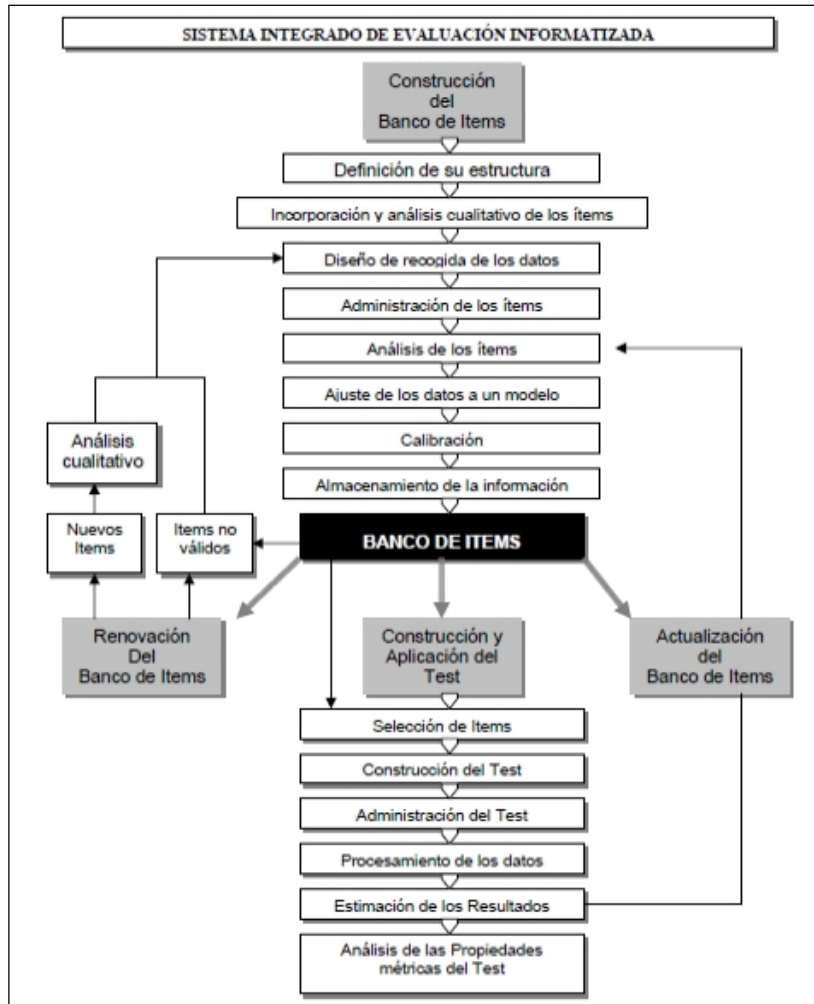 SISTEMA INTEGRADO DE EVALUACIÓN INFORMATIZADA
Construcción
del
Banco de Items
Definición de su estructura
Incorporación y análisis cualitativo de los ítems
Diseño de recogida de los datos
Administración de los ítems
Análisis de los ítems
Ajuste de los datos a un modelo
Calibración
Almacenamiento de la información
Análisis
cualitativo
Nuevos
Items
Items no
válidos
BANCO DE ITEMS
Renovación
Del
Banco de Items
Construcción y
Aplicación del
Test
Actualización
del
Banco de Items
Selección de Items
Construcción del Test
Administración del Test
Procesamiento de los datos
Estimación de los Resultados
Análisis de las Propiedades
métricas del Test